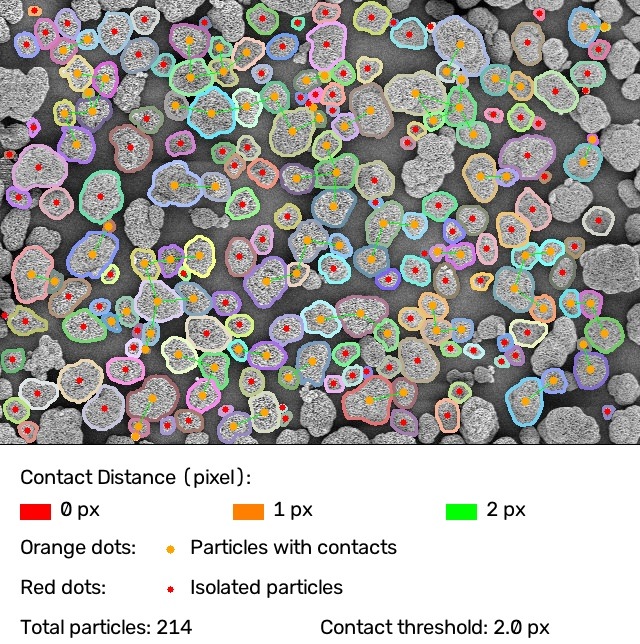 Contact Distance (pixel):
0 px 1 px 2 px
Orange dots: Particles with contacts
Red dots: Isolated particles
Total particles: 214 Contact threshold: 2.0 px